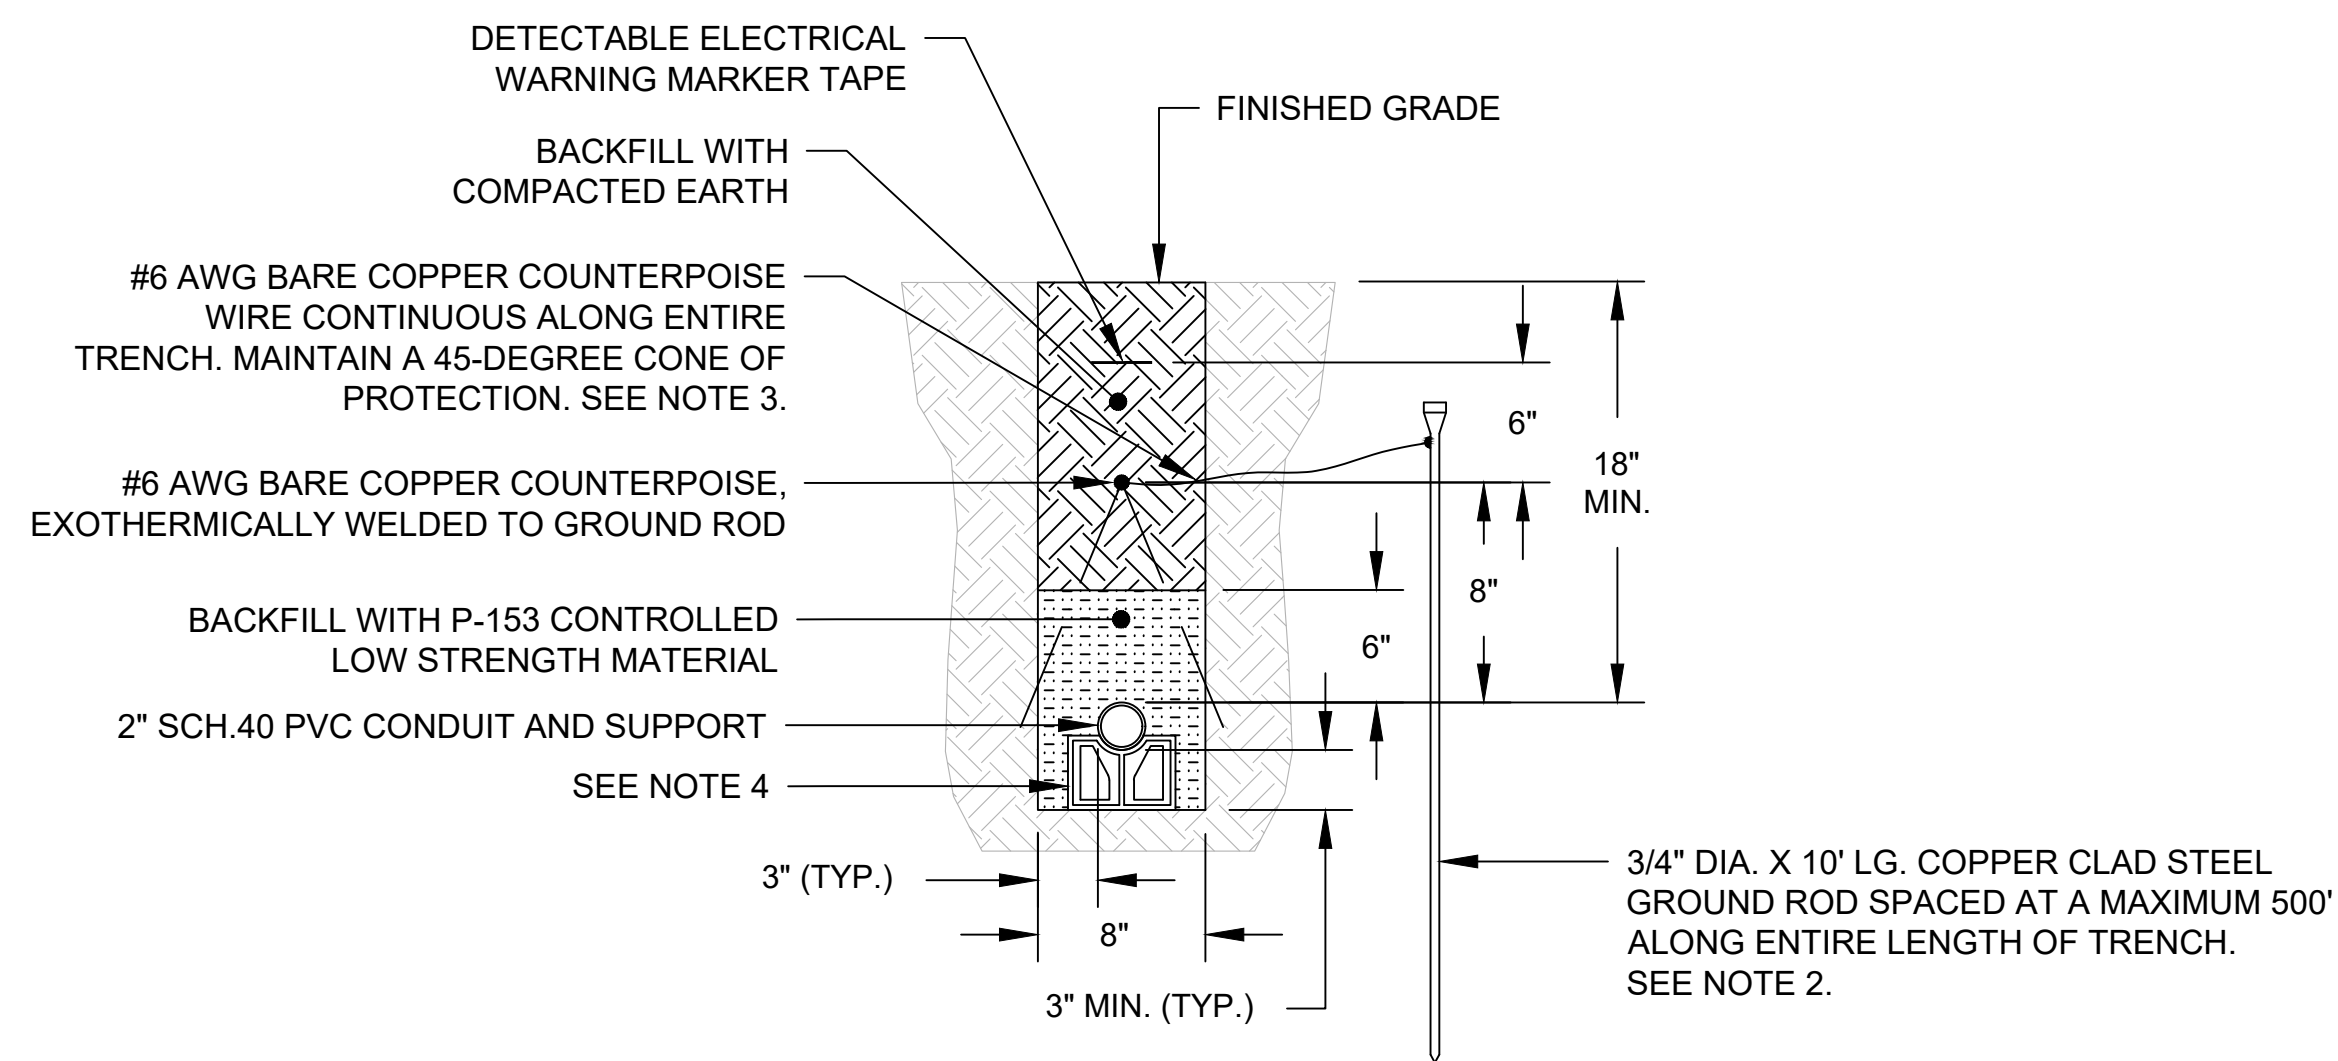 DETECTABLE ELECTRICAL
WARNING MARKER TAPE
FINISHED GRADE
BACKFILL WITH
COMPACTED EARTH
#6 AWG BARE COPPER COUNTERPOISE
WIRE CONTINUOUS ALONG ENTIRE
TRENCH. MAINTAIN A 45-DEGREE CONE OF
PROTECTION. SEE NOTE 3.
#6 AWG BARE COPPER COUNTERPOISE,
EXOTHERMICALLY WELDED TO GROUND ROD
BACKFILL WITH P-153 CONTROLLED
LOW STRENGTH MATERIAL
2" SCH.40 PVC CONDUIT AND SUPPORT
SEE NOTE 4
6"
18"
MIN.
8"
6"
3" (TYP.)
8"
3" MIN. (TYP.)
3/4" DIA. X 10' LG. COPPER CLAD STEEL
GROUND ROD SPACED AT A MAXIMUM 500'
ALONG ENTIRE LENGTH OF TRENCH.
SEE NOTE 2.